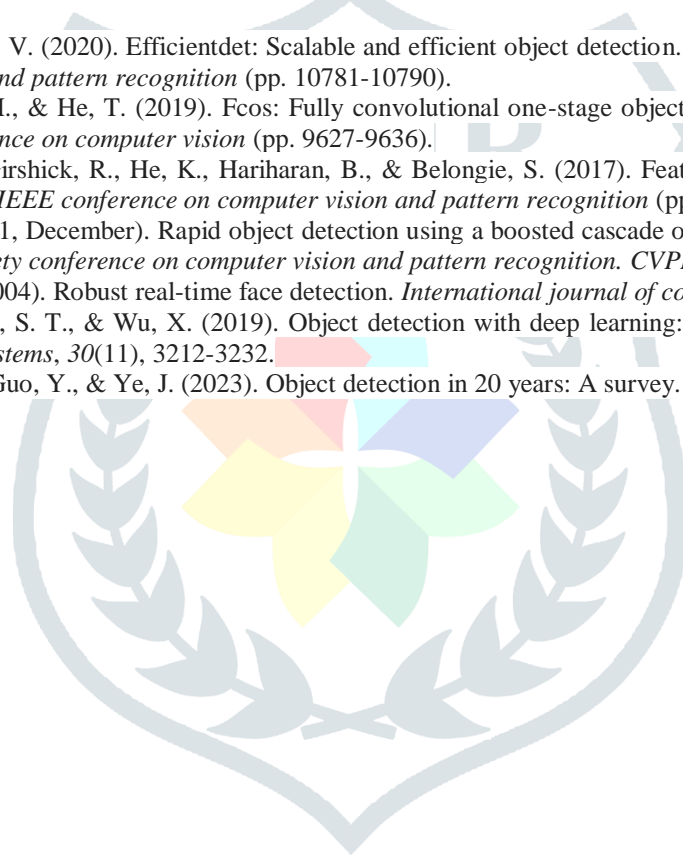 V. (2020). Efficientdet: Scalable and efficient object detection.
nd pattern recognition (pp. 10781-10790).
I., & He, T. (2019). Fcos: Fully convolutional one-stage object
nce on computer vision (pp. 9627-9636).
irshick, R., He, K., Hariharan, B., & Belongie, S. (2017). Feat
IEEE conference on computer vision and pattern recognition (pp
1, December). Rapid object detection using a boosted cascade o
ety conference on computer vision and pattern recognition. CVP
004). Robust real-time face detection. International journal of co
, S. T., & Wu, X. (2019). Object detection with deep learning:
stems, 30(11), 3212-3232.
Guo, Y., & Ye, J. (2023). Object detection in 20 years: A survey.